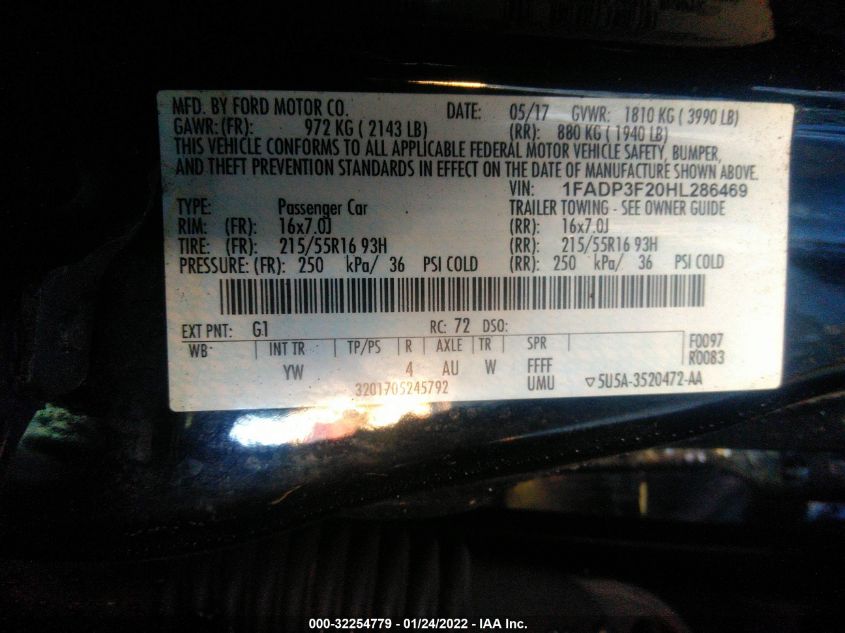 MFD. BY FORD MOTOR CO. DATE: 05/17 GVWR: 1810 KG ( 3990 LB)
GAWR:(FR): 972 KG ( 2143 LB) (RR): 880 KG ( 1940 LB)
THIS VEHICLE CONFORMS TO ALL APPLICABLE FEDERAL MOTOR VEHICLE SAFETY, BUMPER,
AND THEFT PREVENTION STANDARDS IN EFFECT ON THE DATE OF MANUFACTURE SHOWN ABOVE.
VIN: 1FADP3F20HL286469
TYPE: Passenger Car TRAILER TOWING - SEE OWNER GUIDE
RIM: (FR): 16x7.0J (RR): 16x7.0J
TIRE: (FR): 215/55R16 93H (RR): 215/55R16 93H
PRESSURE: (FR): 250 kPa/ 36 PSI COLD (RR): 250 kPa/ 36 PSI COLD
EXT PNT: G1 RC: 72 DSO:
WB INT TR TP/PS R AXLE TR SPR F0097
R0083
YW 4 AU W FFFF
3201705245792 UMU ▽5U5A-3520472-AA
000-32254779 - 01/24/2022 - IAA Inc.